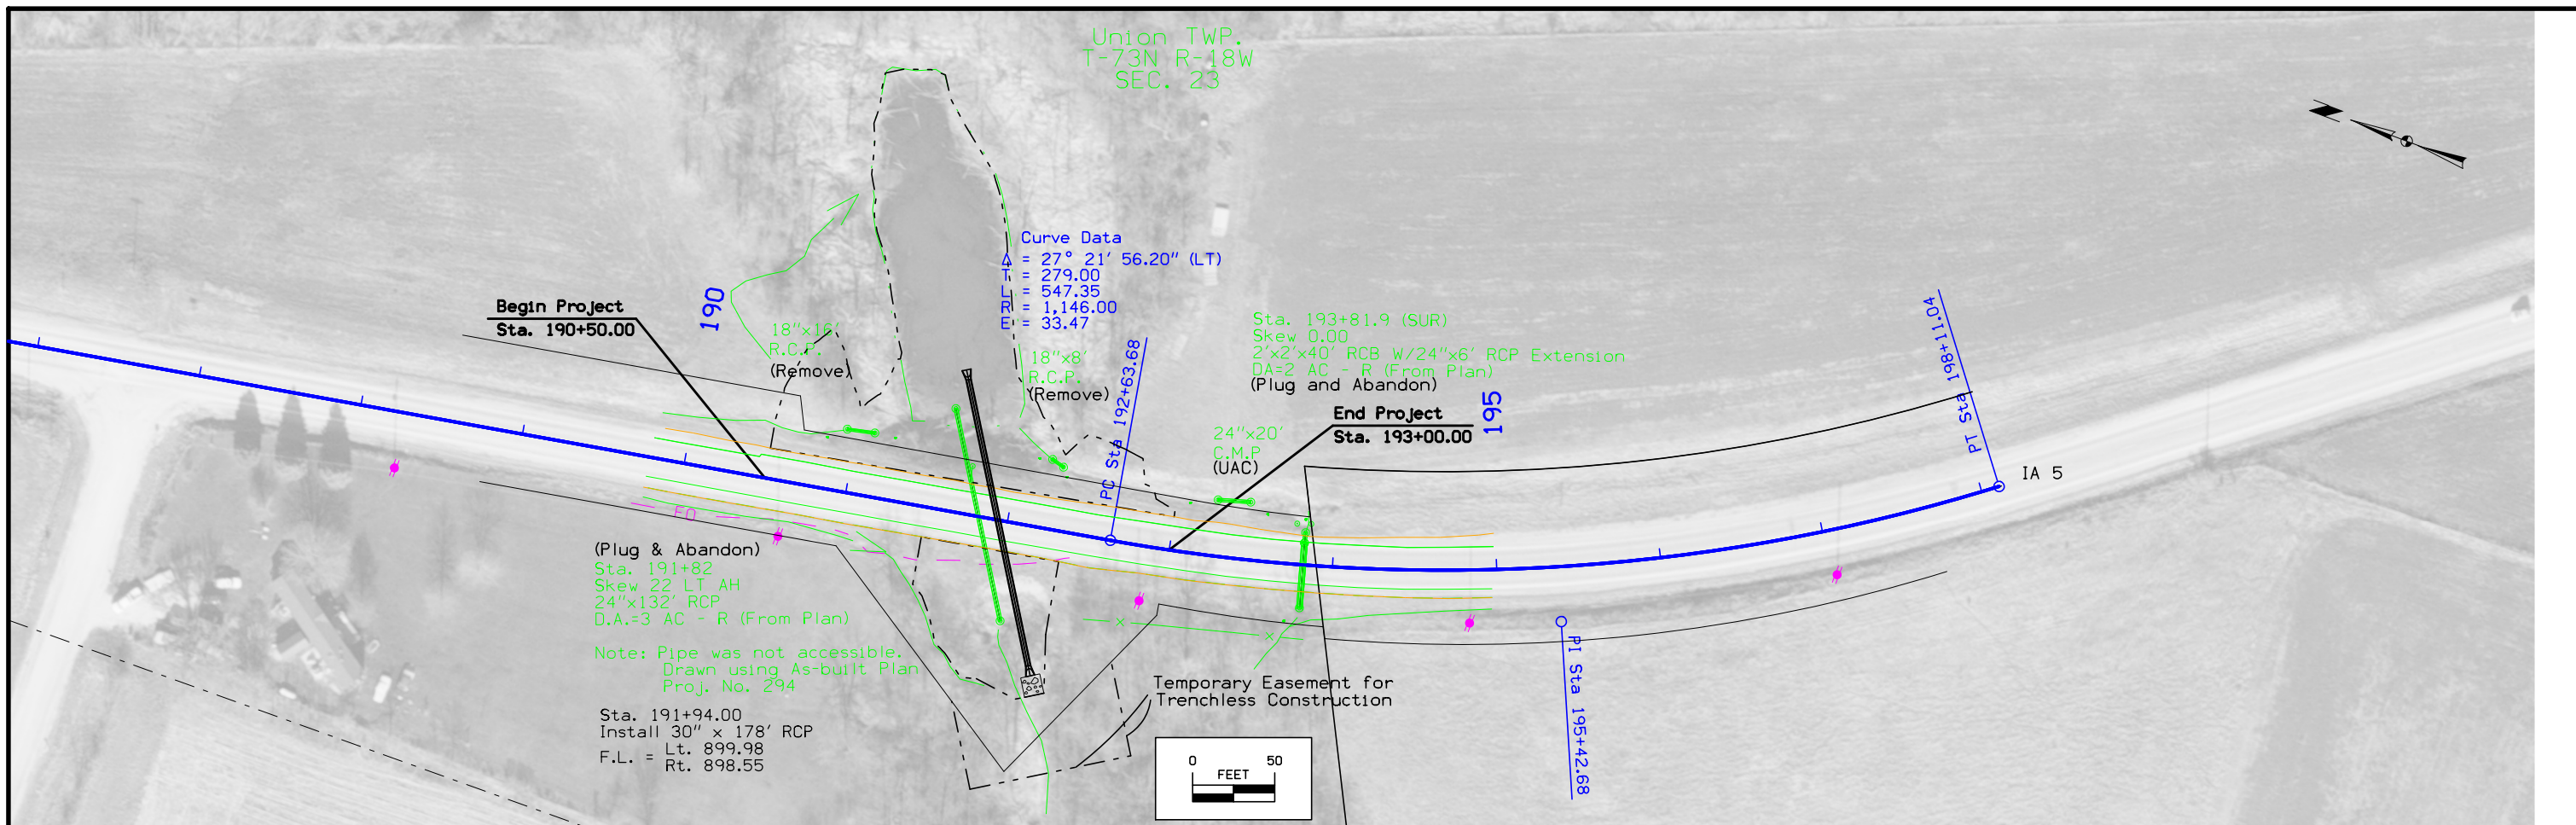 Union TWP.
T-73N R-18W
SEC. 23
Curve Data
Δ = 27° 21' 56.20" (LT)
T = 279.00
L = 547.35
R = 1,146.00
E = 33.47
Begin Project
Sta. 190+50.00
190
18"x16'
R.C.P.
(Remove)
18"x8'
R.C.P.
(Remove)
PC Sta 192+63.68
Sta. 193+81.9 (SUR)
Skew 0.00
2'x2'x40' RCB W/24"x6' RCP Extension
DA=2 AC - R (From Plan)
(Plug and Abandon)
End Project
Sta. 193+00.00
195
24"x20'
C.M.P
(UAC)
PT Sta 198+11.04
IA 5
FO
(Plug & Abandon)
Sta. 191+82
Skew 22 LT AH
24"x132' RCP
D.A.=3 AC - R (From Plan)
Note: Pipe was not accessible.
Drawn using As-built Plan
Proj. No. 294
Sta. 191+94.00
Install 30" x 178' RCP
F.L. = Lt. 899.98
Rt. 898.55
Temporary Easement for
Trenchless Construction
PI Sta 195+42.68
0 50
FEET